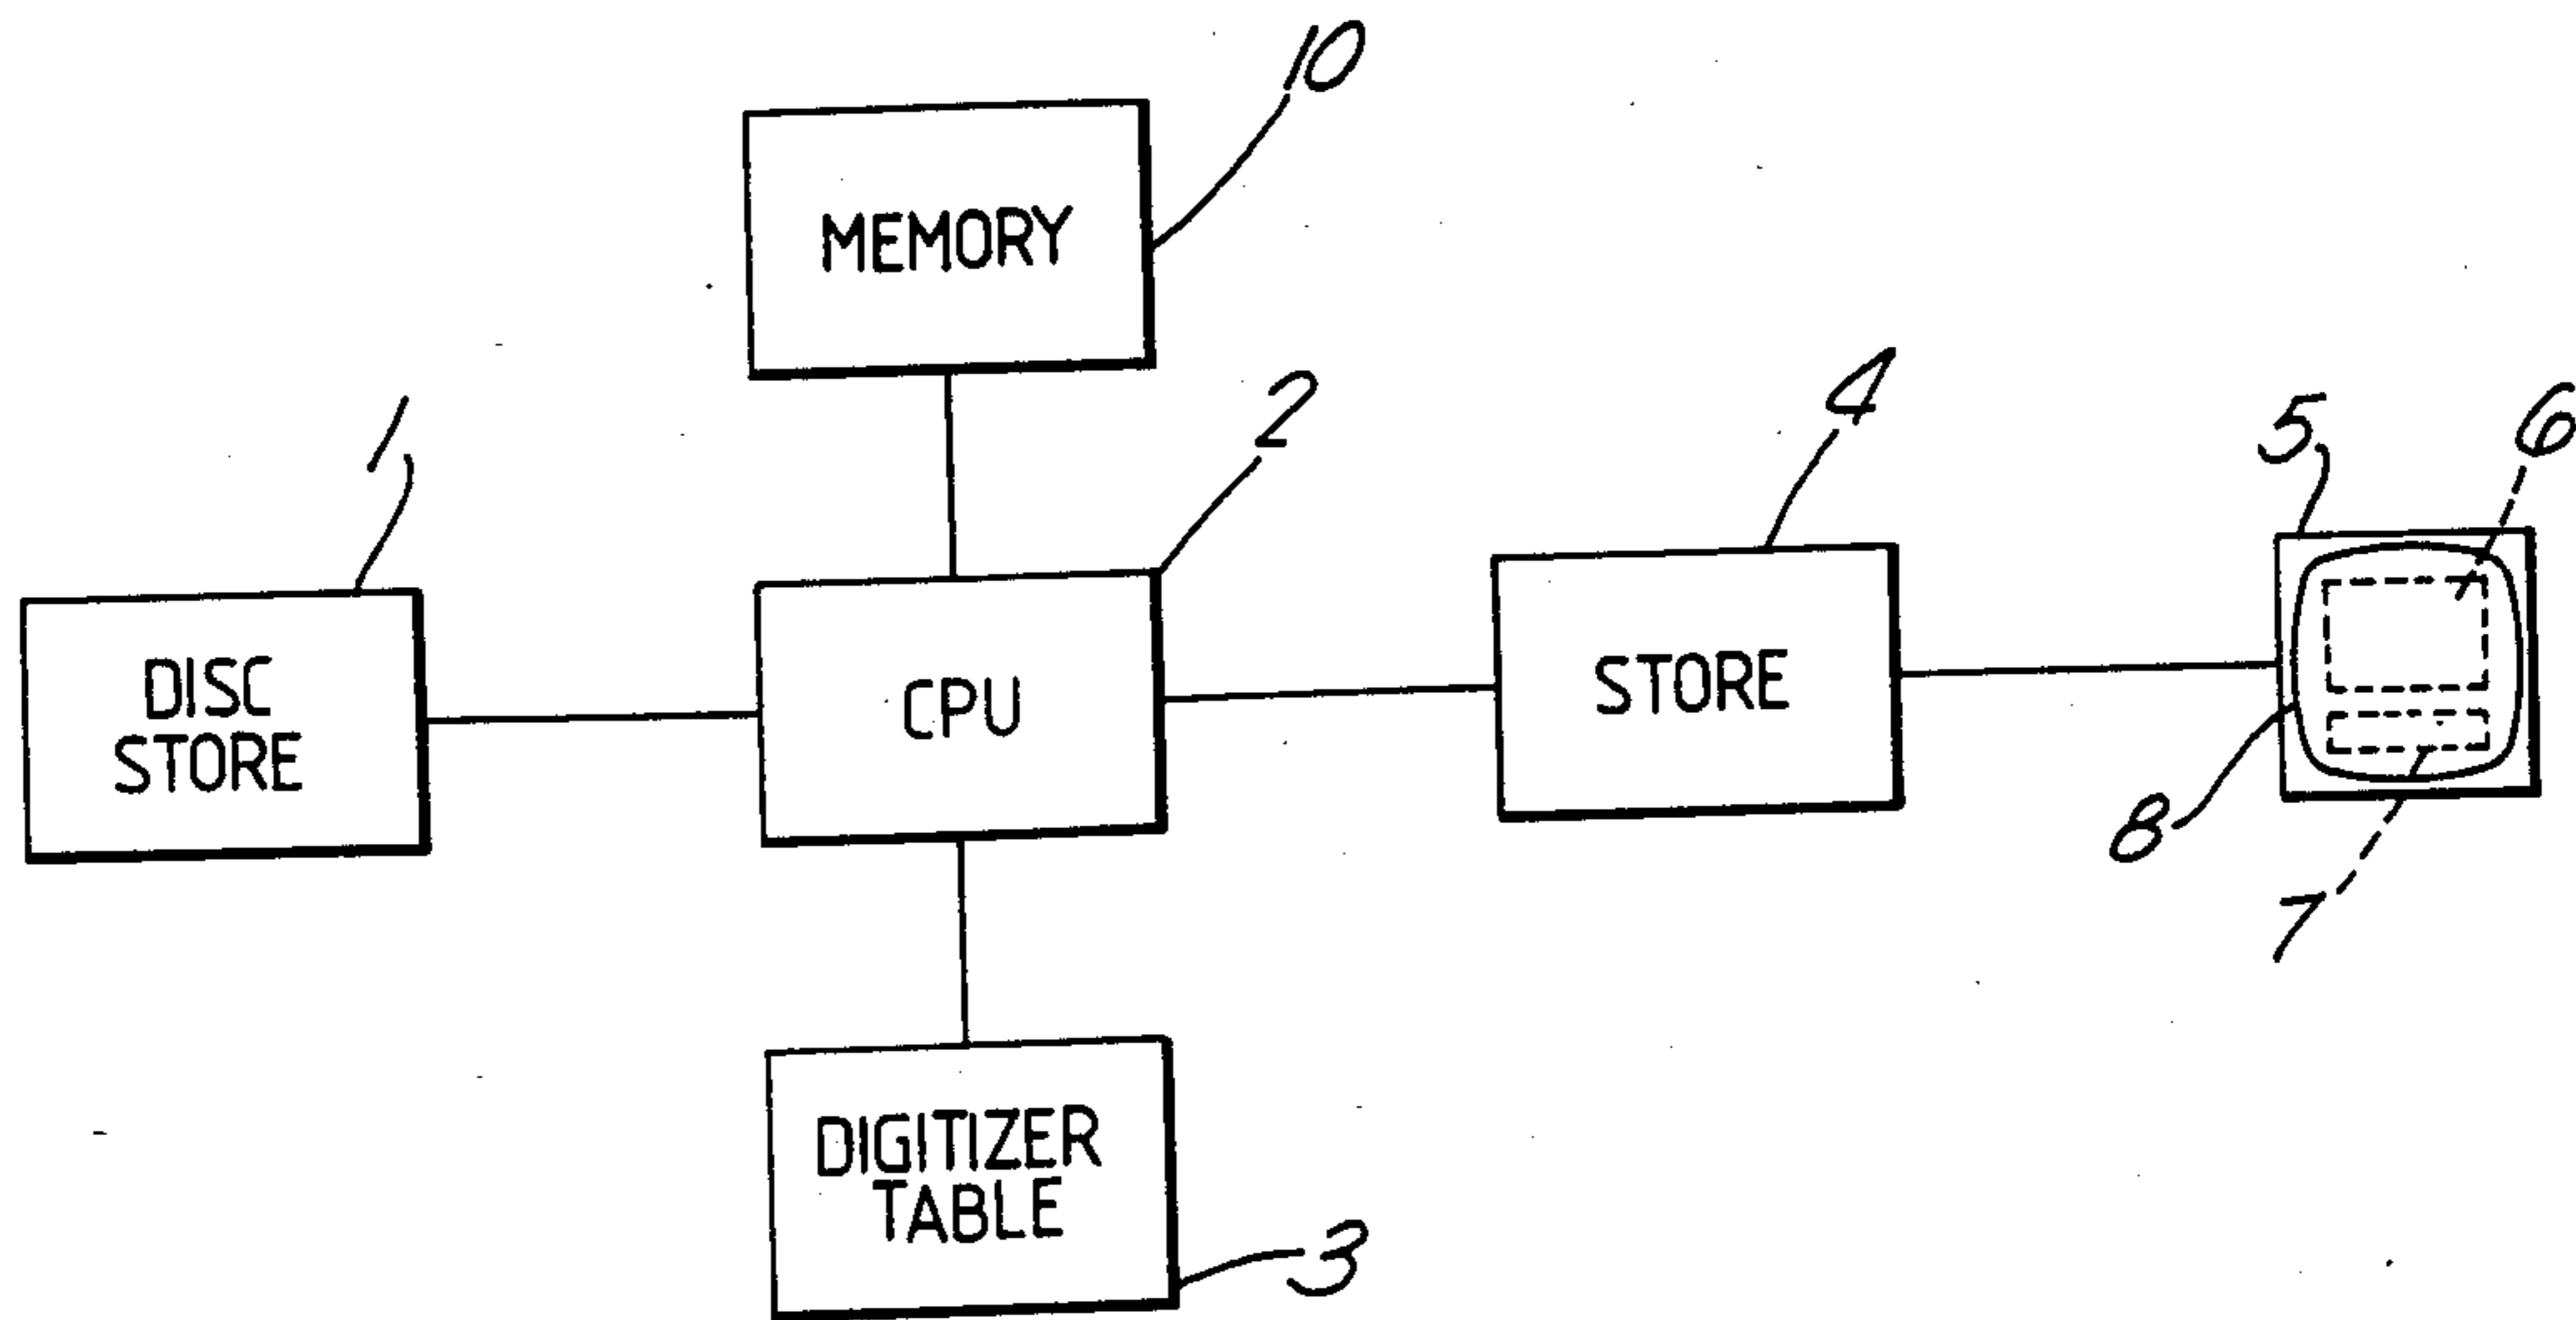 10
MEMORY
1
2
4
5
6
DISC
STORE
CPU
STORE
8
7
DIGITIZER
TABLE
3